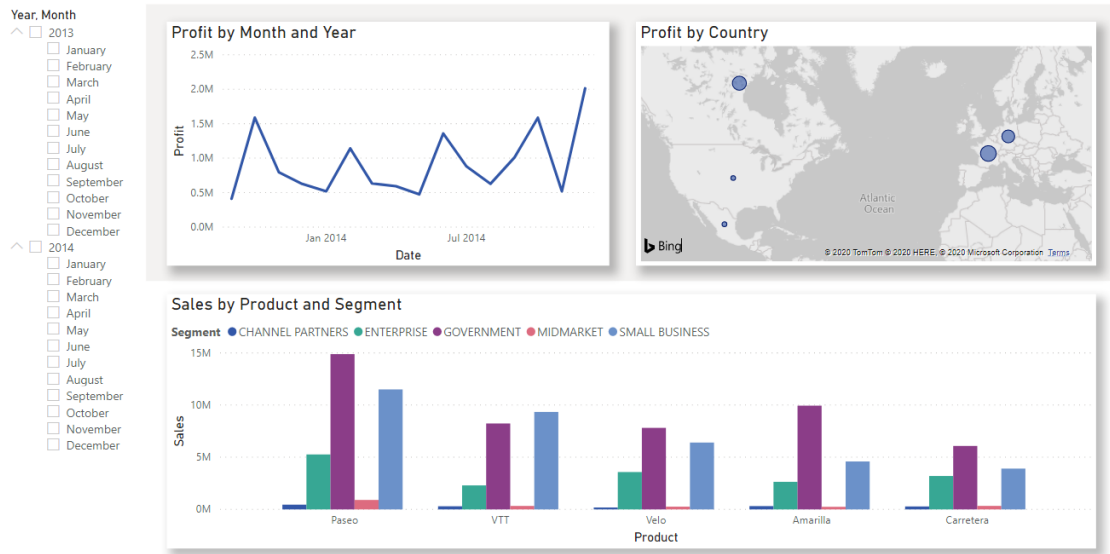 Year, Month
2013
January
February
March
April
May
June
July
August
September
October
November
December
2014
January
February
March
April
May
June
July
August
September
October
November
December
Profit by Month and Year
2.5M
2.0M
1.5M
1.0M
0.5M
0.0M
Profit
Jan 2014 Jul 2014
Date
Profit by Country
Atlantic
Ocean
Bing
© 2020 TomTom © 2020 HERE, © 2020 Microsoft Corporation Terms
Sales by Product and Segment
Segment CHANNEL PARTNERS ENTERPRISE GOVERNMENT MIDMARKET SMALL BUSINESS
15M
10M
5M
0M
Sales
Paseo VTT Velo Amarilla Carretera
Product